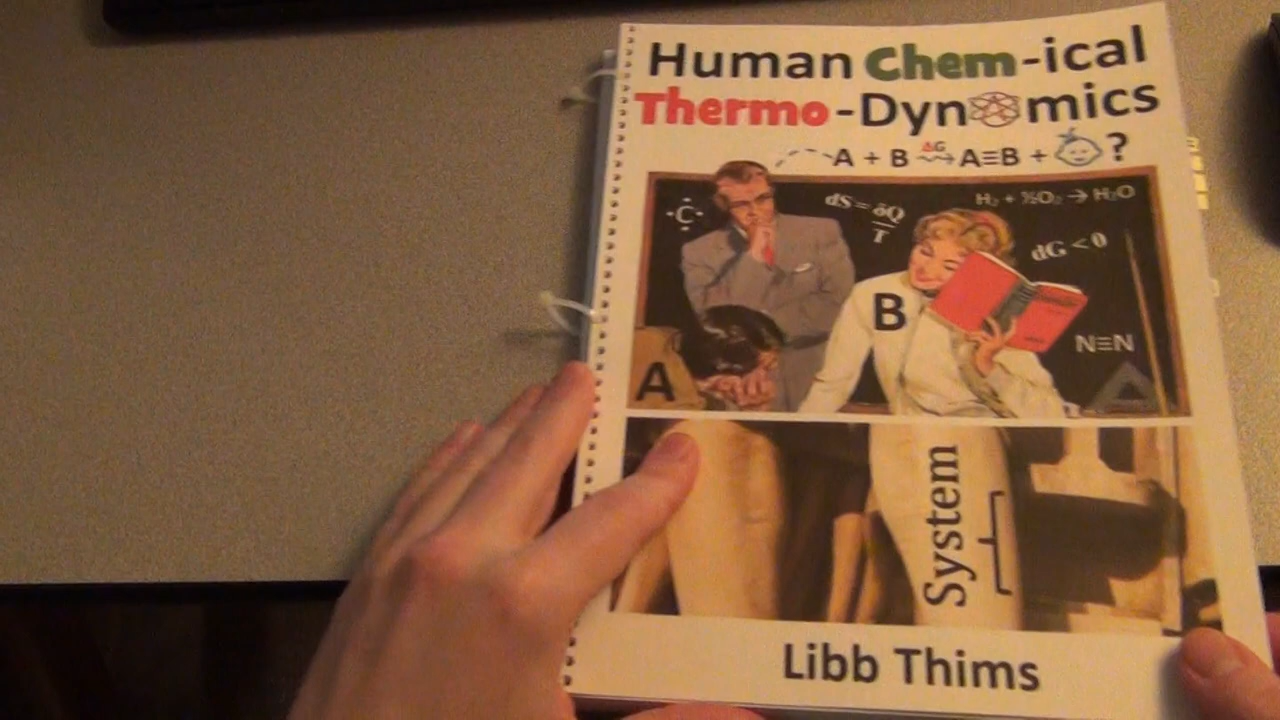 Human Chem-ical
Thermo-Dynamics
A + B ΔG→ A≡B + ?
·C·
dS = δQ/T
H₂ + ½O₂ → H₂O
dG < 0
B
N≡N
A
System
Libb Thims